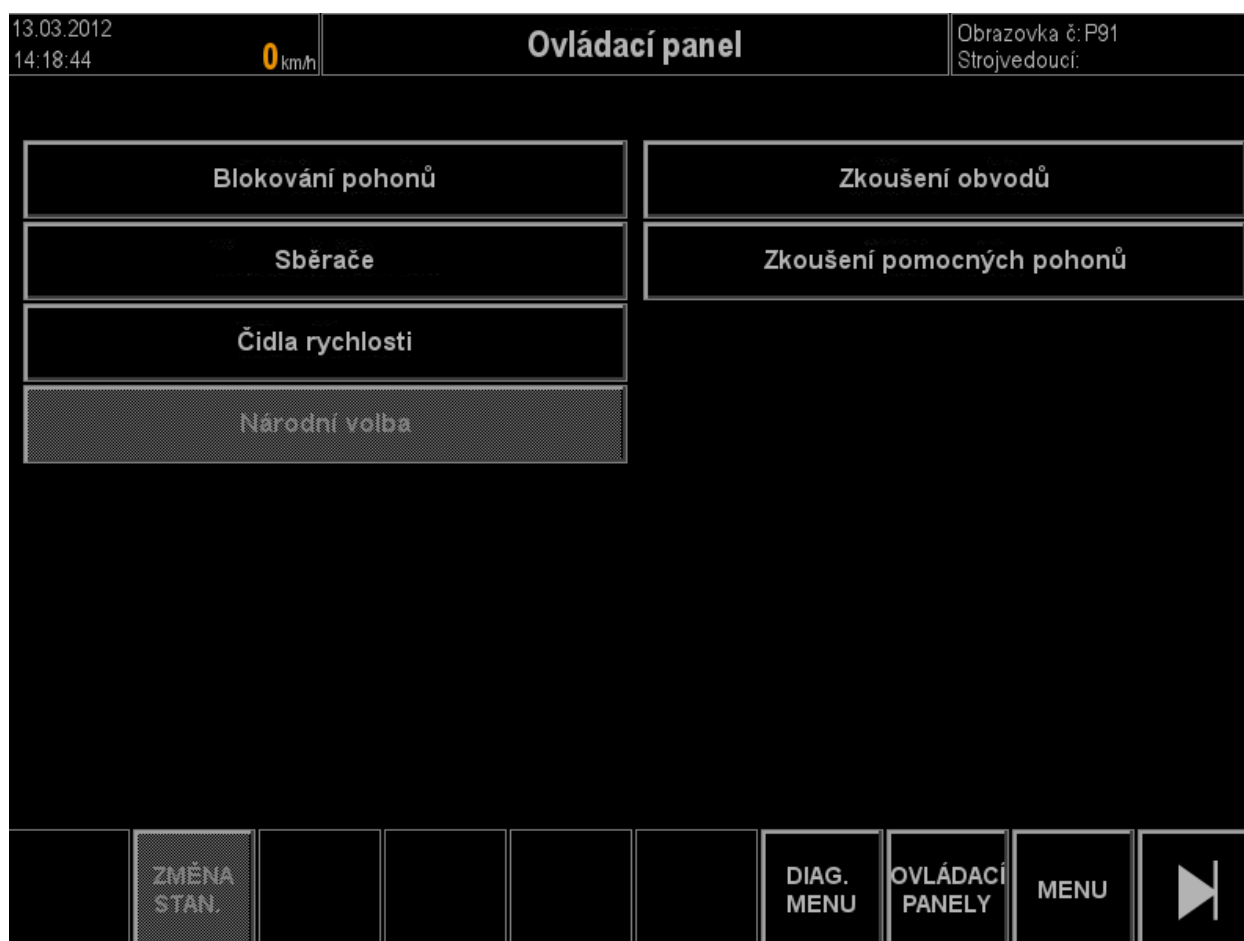 13.03.2012
14:18:44
0 km/h
Ovládací panel
Obrazovka č: P91
Strojvedoucí:
Blokování pohonů
Zkoušení obvodů
Sběrače
Zkoušení pomocných pohonů
Čidla rychlosti
Národní volba
ZMĚNA
STAN.
DIAG.
MENU
OVLÁDACÍ
PANELY
MENU